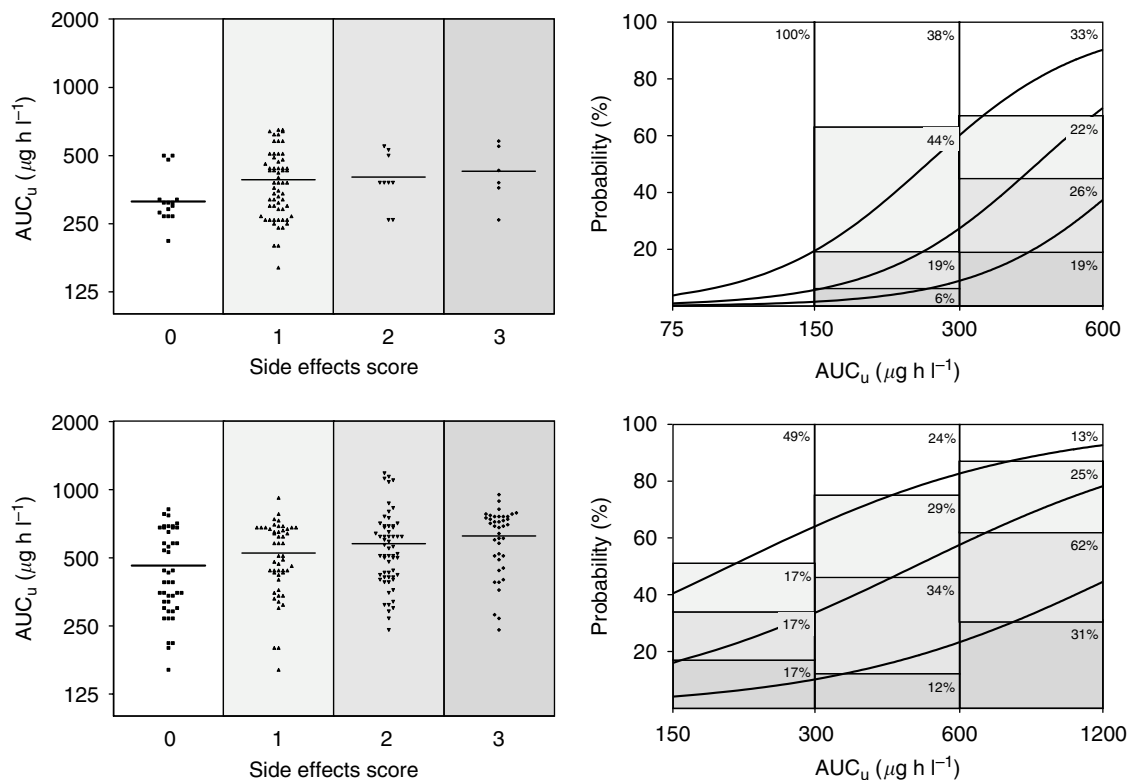 2000
1000
500
250
125
AUCu (μg h l−1)
0 1 2 3
Side effects score
100
80
60
40
20
Probability (%)
100% 38% 33%
44% 22%
26%
19% 19%
6%
75 150 300 600
AUCu (μg h l−1)
2000
1000
500
250
125
AUCu (μg h l−1)
0 1 2 3
Side effects score
100
80
60
40
20
Probability (%)
49% 24% 13%
25%
29%
17% 62%
34%
17%
31%
17% 12%
150 300 600 1200
AUCu (μg h l−1)